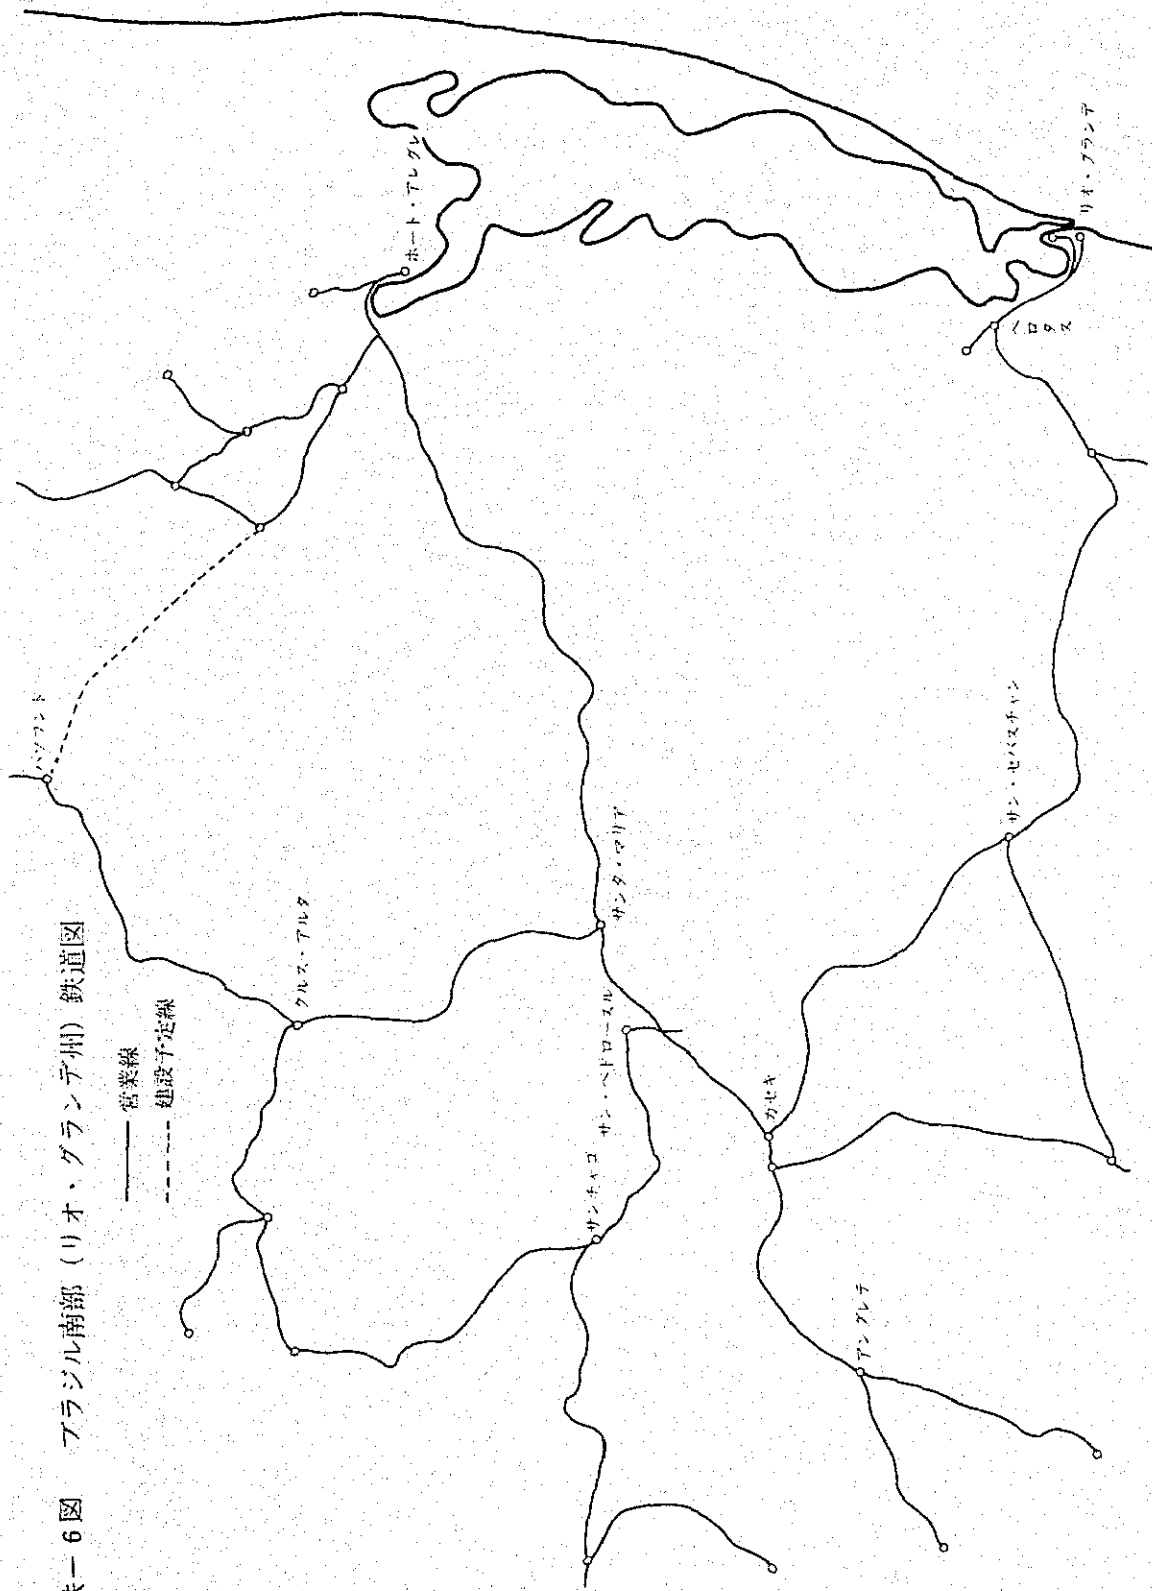 －6図 ブラジル南部（リオ・グランデ州）鉄道図
営業線
建設予定線
パソフンド
クルス・アルタ
サンタ・マリア
サン・ペドロースル
サンチャゴ
カセキ
アングレテ
サン・セバスチャン
ペロタス
リオ・グランデ
ホート・アレグレ